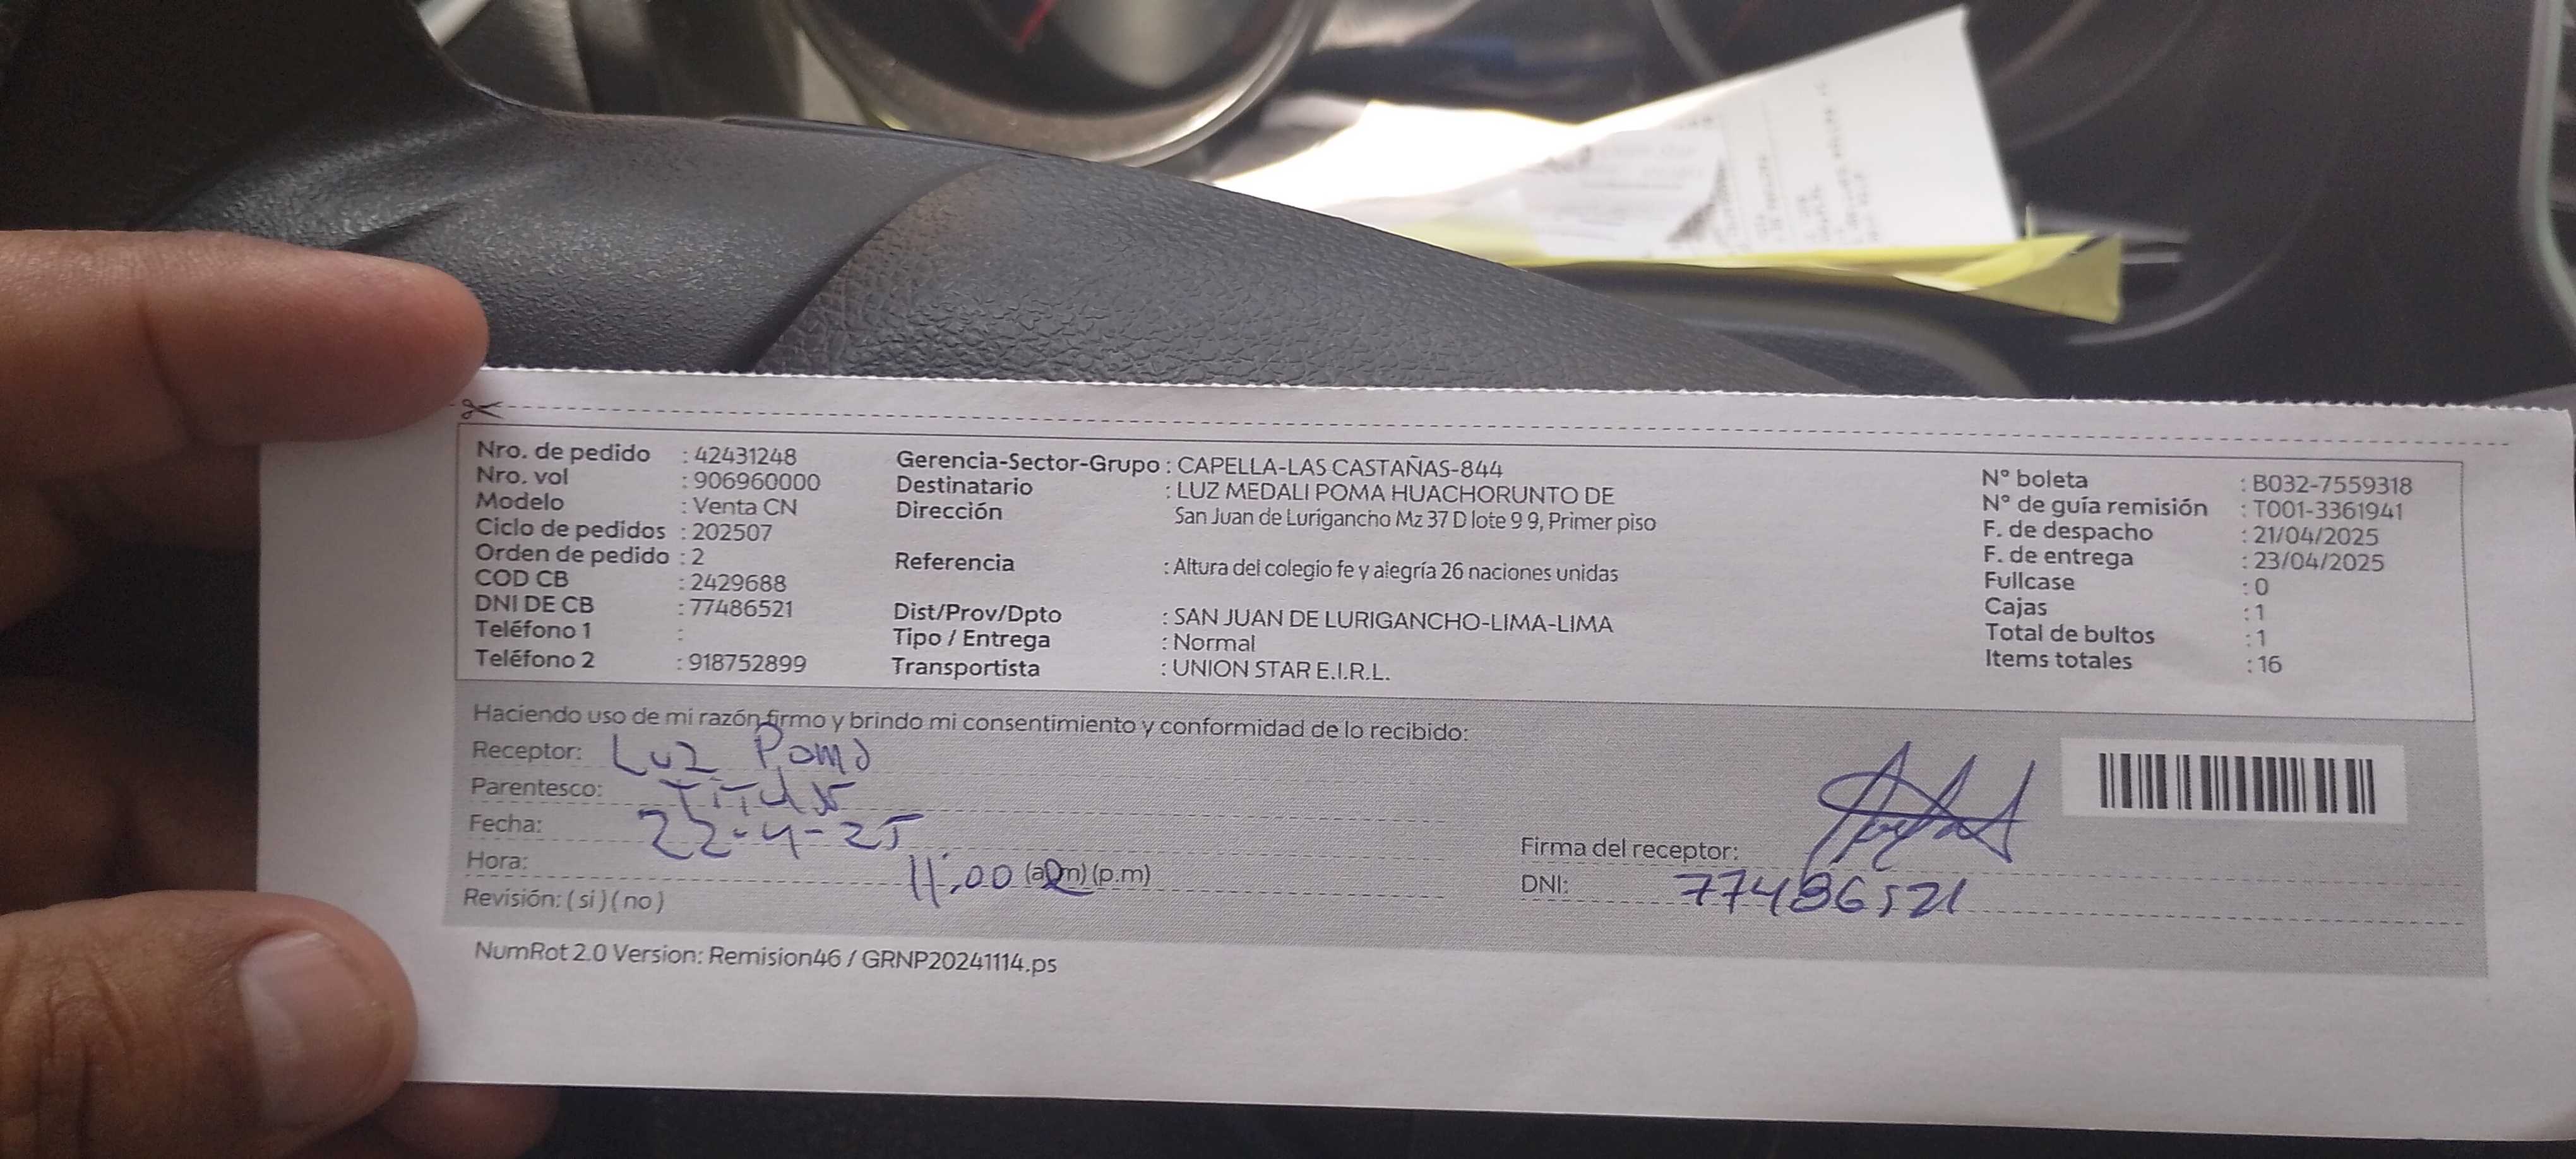 Nro. de pedido : 42431248
Nro. vol : 906960000
Modelo : Venta CN
Ciclo de pedidos : 202507
Orden de pedido : 2
COD CB : 2429688
DNI DE CB : 77486521
Teléfono 1 :
Teléfono 2 : 918752899
Gerencia-Sector-Grupo : CAPELLA-LAS CASTAÑAS-844
Destinatario : LUZ MEDALI POMA HUACHORUNTO DE
Dirección San Juan de Lurigancho Mz 37 D lote 9 9, Primer piso
Referencia : Altura del colegio fe y alegría 26 naciones unidas
Dist/Prov/Dpto : SAN JUAN DE LURIGANCHO-LIMA-LIMA
Tipo / Entrega : Normal
Transportista : UNION STAR E.I.R.L.
N° boleta : B032-7559318
N° de guía remisión : T001-3361941
F. de despacho : 21/04/2025
F. de entrega : 23/04/2025
Fullcase : 0
Cajas : 1
Total de bultos : 1
Items totales : 16
Haciendo uso de mi razón firmo y brindo mi consentimiento y conformidad de lo recibido:
Receptor: Luz Poma
Parentesco:
Fecha: 22-4-25
Hora: 11:00 (a.m) (p.m)
Revisión: ( si ) ( no )
Firma del receptor:
DNI: 77486521
NumRot 2.0 Version: Remision46 / GRNP20241114.ps